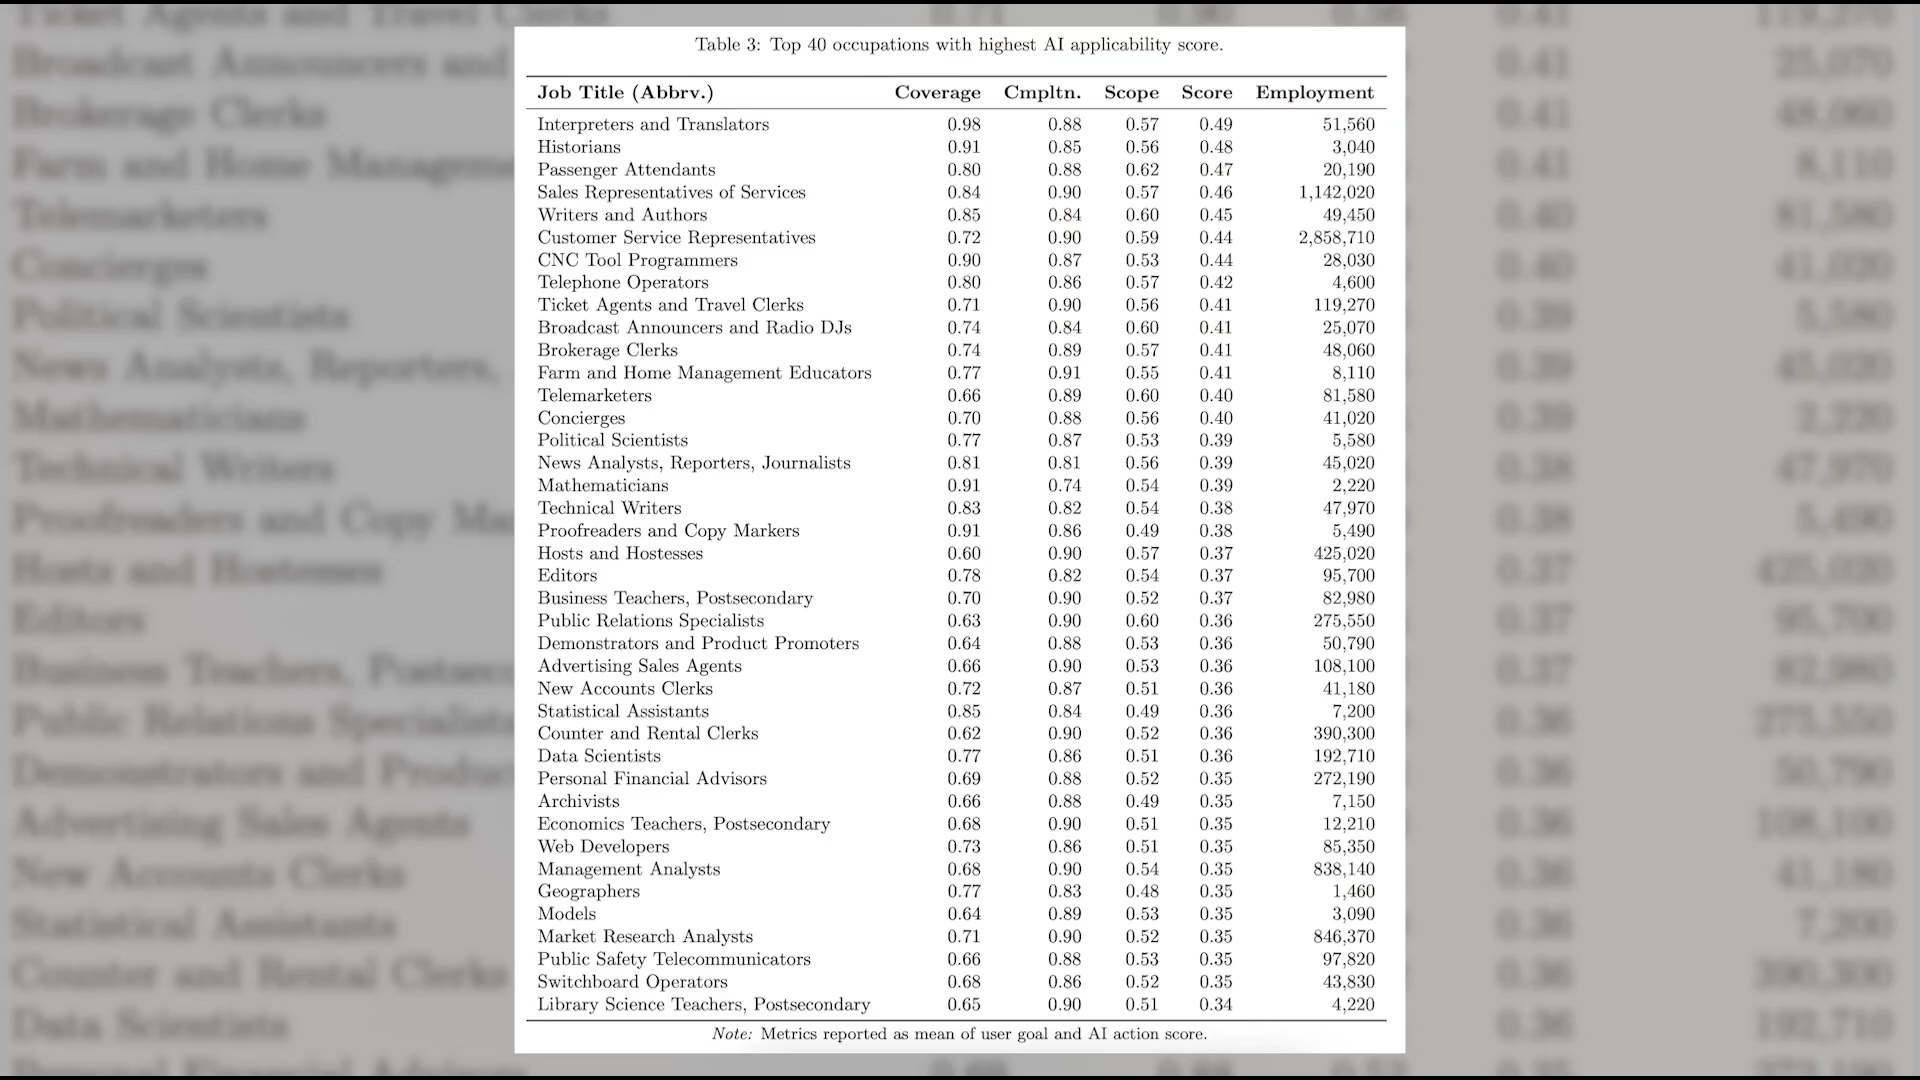 Table 3: Top 40 occupations with highest AI applicability score.
Job Title (Abbrv.) Coverage Cmpltn. Scope Score Employment
Interpreters and Translators 0.98 0.88 0.57 0.49 51,560
Historians 0.91 0.85 0.56 0.48 3,040
Passenger Attendants 0.80 0.88 0.62 0.47 20,190
Sales Representatives of Services 0.84 0.90 0.57 0.46 1,142,020
Writers and Authors 0.85 0.84 0.60 0.45 49,450
Customer Service Representatives 0.72 0.90 0.59 0.44 2,858,710
CNC Tool Programmers 0.90 0.87 0.53 0.44 28,030
Telephone Operators 0.80 0.86 0.57 0.42 4,600
Ticket Agents and Travel Clerks 0.71 0.90 0.56 0.41 119,270
Broadcast Announcers and Radio DJs 0.74 0.84 0.60 0.41 25,070
Brokerage Clerks 0.74 0.89 0.57 0.41 48,060
Farm and Home Management Educators 0.77 0.91 0.55 0.41 8,110
Telemarketers 0.66 0.89 0.60 0.40 81,580
Concierges 0.70 0.88 0.56 0.40 41,020
Political Scientists 0.77 0.87 0.53 0.39 5,580
News Analysts, Reporters, Journalists 0.81 0.81 0.56 0.39 45,020
Mathematicians 0.91 0.74 0.54 0.39 2,220
Technical Writers 0.83 0.82 0.54 0.38 47,970
Proofreaders and Copy Markers 0.91 0.86 0.49 0.38 5,490
Hosts and Hostesses 0.60 0.90 0.57 0.37 425,020
Editors 0.78 0.82 0.54 0.37 95,700
Business Teachers, Postsecondary 0.70 0.90 0.52 0.37 82,980
Public Relations Specialists 0.63 0.90 0.60 0.36 275,550
Demonstrators and Product Promoters 0.64 0.88 0.53 0.36 50,790
Advertising Sales Agents 0.66 0.90 0.53 0.36 108,100
New Accounts Clerks 0.72 0.87 0.51 0.36 41,180
Statistical Assistants 0.85 0.84 0.49 0.36 7,200
Counter and Rental Clerks 0.62 0.90 0.52 0.36 390,300
Data Scientists 0.77 0.86 0.51 0.36 192,710
Personal Financial Advisors 0.69 0.88 0.52 0.35 272,190
Archivists 0.66 0.88 0.49 0.35 7,150
Economics Teachers, Postsecondary 0.68 0.90 0.51 0.35 12,210
Web Developers 0.73 0.86 0.51 0.35 85,350
Management Analysts 0.68 0.90 0.54 0.35 838,140
Geographers 0.77 0.83 0.48 0.35 1,460
Models 0.64 0.89 0.53 0.35 3,090
Market Research Analysts 0.71 0.90 0.52 0.35 846,370
Public Safety Telecommunicators 0.66 0.88 0.53 0.35 97,820
Switchboard Operators 0.68 0.86 0.52 0.35 43,830
Library Science Teachers, Postsecondary 0.65 0.90 0.51 0.34 4,220
Note: Metrics reported as mean of user goal and AI action score.